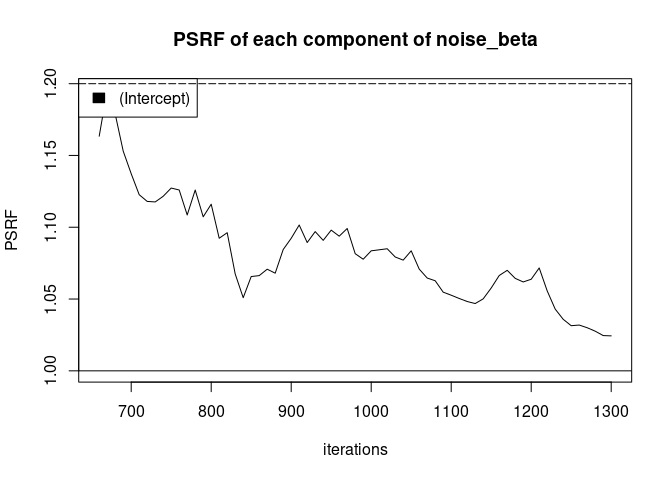 PSRF of each component of noise_beta
(Intercept)
PSRF
1.20
1.15
1.10
1.05
1.00
700 800 900 1000 1100 1200 1300
iterations